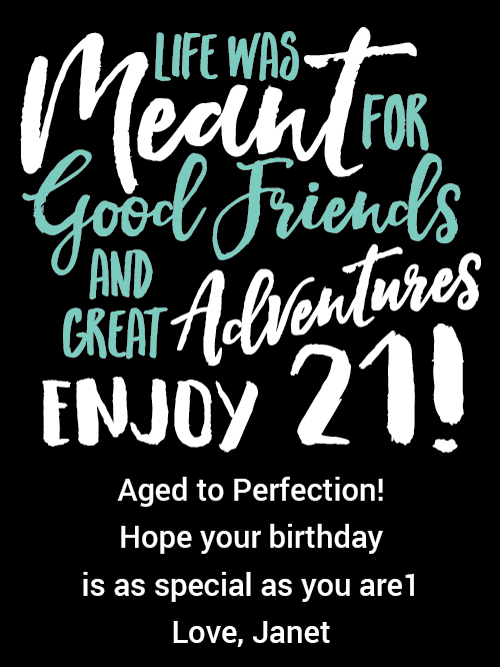 LIFE WAS
Meant FOR
Good Friends
AND
GREAT Adventures
ENJOY 21!
Aged to Perfection!
Hope your birthday
is as special as you are1
Love, Janet